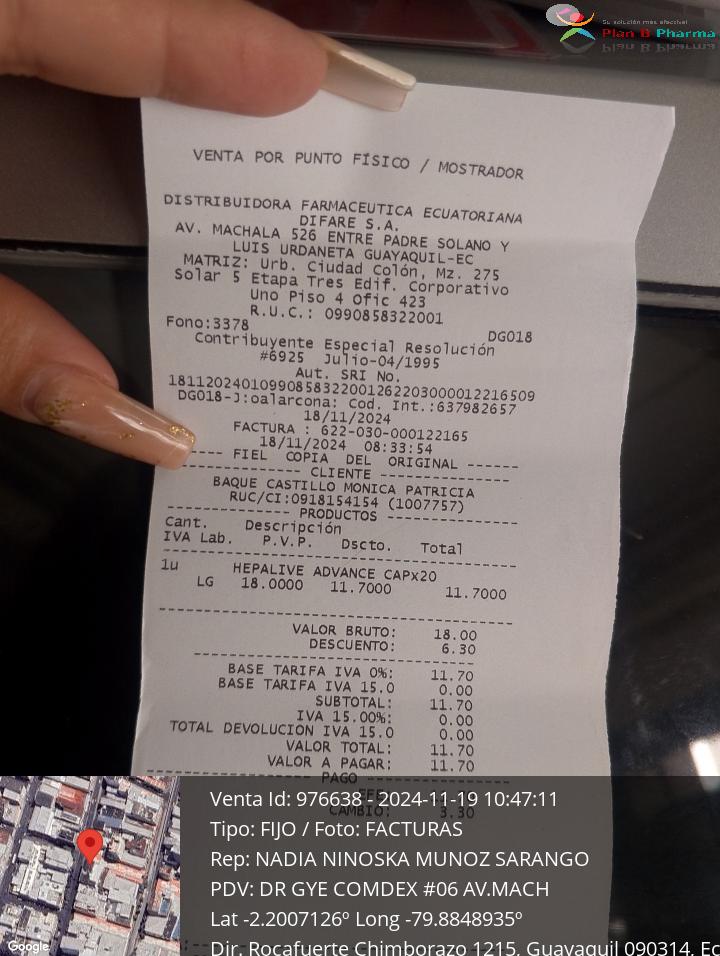 Su solución más efectiva!
Plan B Pharma
VENTA POR PUNTO FÍSICO / MOSTRADOR
DISTRIBUIDORA FARMACEUTICA ECUATORIANA
DIFARE S.A.
AV. MACHALA 526 ENTRE PADRE SOLANO Y
LUIS URDANETA GUAYAQUIL-EC
MATRIZ: Urb. Ciudad Colón, Mz. 275
Solar 5 Etapa Tres Edif. Corporativo
Uno Piso 4 Ofic 423
R.U.C.: 0990858322001
Fono:3378 DG018
Contribuyente Especial Resolución
#6925 Julio-04/1995
Aut. SRI No.
1811202401099085832200126220300001221650​9
DG018-J:oalarcona: Cod. Int.:637982657
18/11/2024
FACTURA : 622-030-000122165
18/11/2024 08:33:54
----- FIEL COPIA DEL ORIGINAL ------
-------------- CLIENTE --------------
BAQUE CASTILLO MONICA PATRICIA
RUC/CI:0918154154 (1007757)
------------- PRODUCTOS -------------
Cant. Descripción
IVA Lab. P.V.P. Dscto. Total
1u HEPALIVE ADVANCE CAPx20
LG 18.0000 11.7000 11.7000
VALOR BRUTO: 18.00
DESCUENTO: 6.30
BASE TARIFA IVA 0%: 11.70
BASE TARIFA IVA 15.0 0.00
SUBTOTAL: 11.70
IVA 15.00%: 0.00
TOTAL DEVOLUCION IVA 15.0 0.00
VALOR TOTAL: 11.70
VALOR A PAGAR: 11.70
---------------- PAGO ---------------
CAMBIO: 3.30
Venta Id: 976638 - 2024-11-19 10:47:11
Tipo: FIJO / Foto: FACTURAS
Rep: NADIA NINOSKA MUNOZ SARANGO
PDV: DR GYE COMDEX #06 AV.MACH
Lat -2.2007126º Long -79.8848935º
Dir. Rocafuerte Chimborazo 1215, Guayaquil 090314, Ec
Google